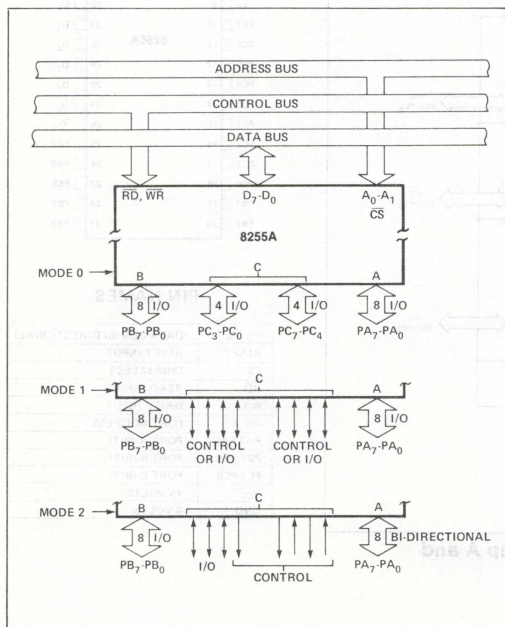 ADDRESS BUS
CONTROL BUS
DATA BUS
RD, WR
D7-D0
A0-A1
CS
8255A
MODE 0
B
C
A
8 I/O
4 I/O
4 I/O
8 I/O
PB7-PB0
PC3-PC0
PC7-PC4
PA7-PA0
MODE 1
B
C
A
8 I/O
8 I/O
PB7-PB0
CONTROL OR I/O
CONTROL OR I/O
PA7-PA0
MODE 2
B
C
A
8 I/O
8 BI-DIRECTIONAL
PB7-PB0
I/O
CONTROL
PA7-PA0